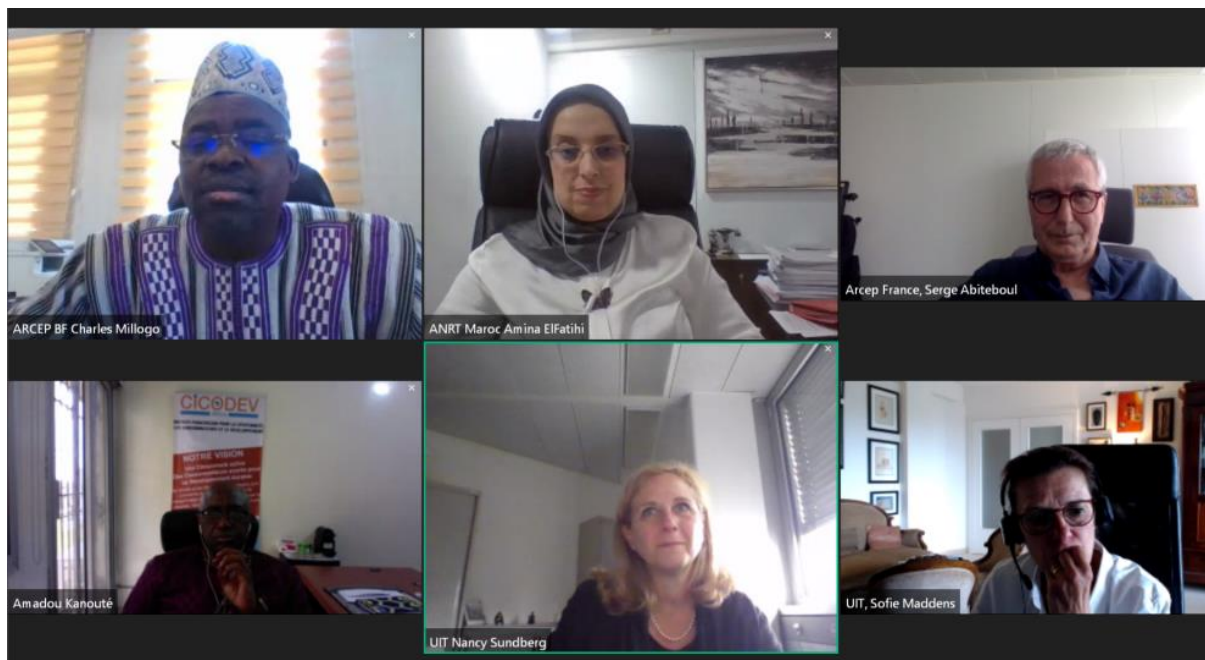 ARCEP BF Charles Millogo
ANRT Maroc Amina ElFatihi
Arcep France, Serge Abiteboul
CICODEV
NOTRE VISION
Amadou Kanouté
UIT Nancy Sundberg
UIT, Sofie Maddens